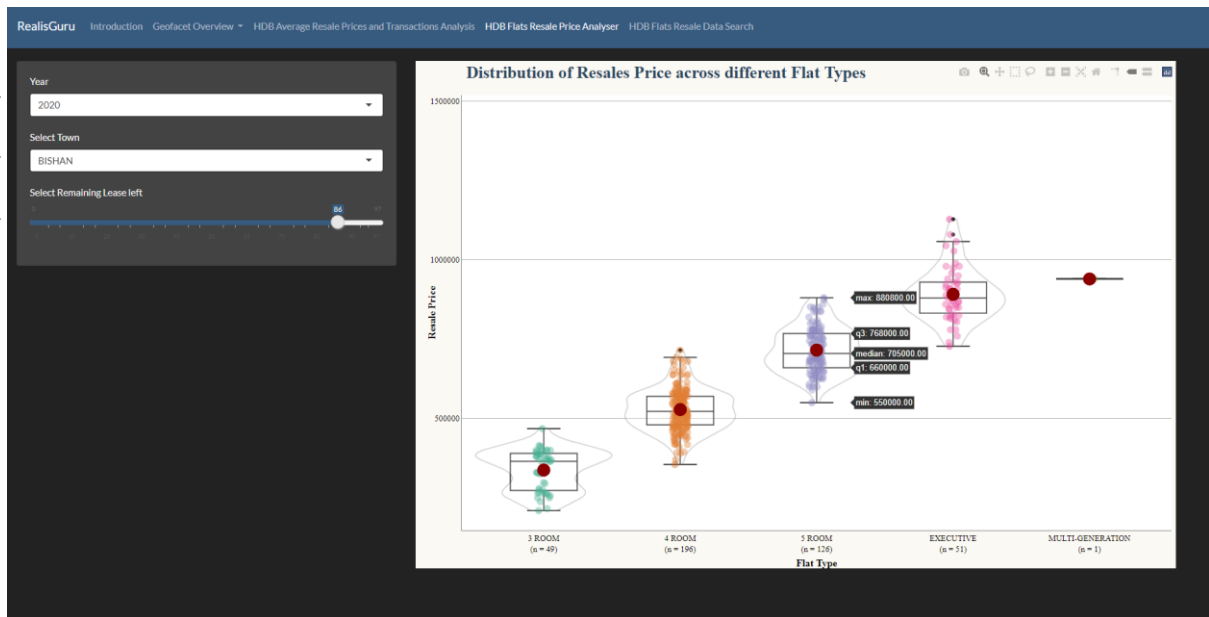 RealisGuru Introduction Geofacet Overview HDB Average Resale Prices and Transactions Analysis HDB Flats Resale Price Analyser HDB Flats Resale Data Search
Year
2020
Select Town
BISHAN
Select Remaining Lease left
86
97
Distribution of Resales Price across different Flat Types
1500000
1000000
500000
Resale Price
max: 880800.00
q3: 768000.00
median: 705000.00
q1: 660000.00
min: 550000.00
3 ROOM 4 ROOM 5 ROOM EXECUTIVE MULTI-GENERATION
(n = 49) (n = 196) (n = 126) (n = 51) (n = 1)
Flat Type